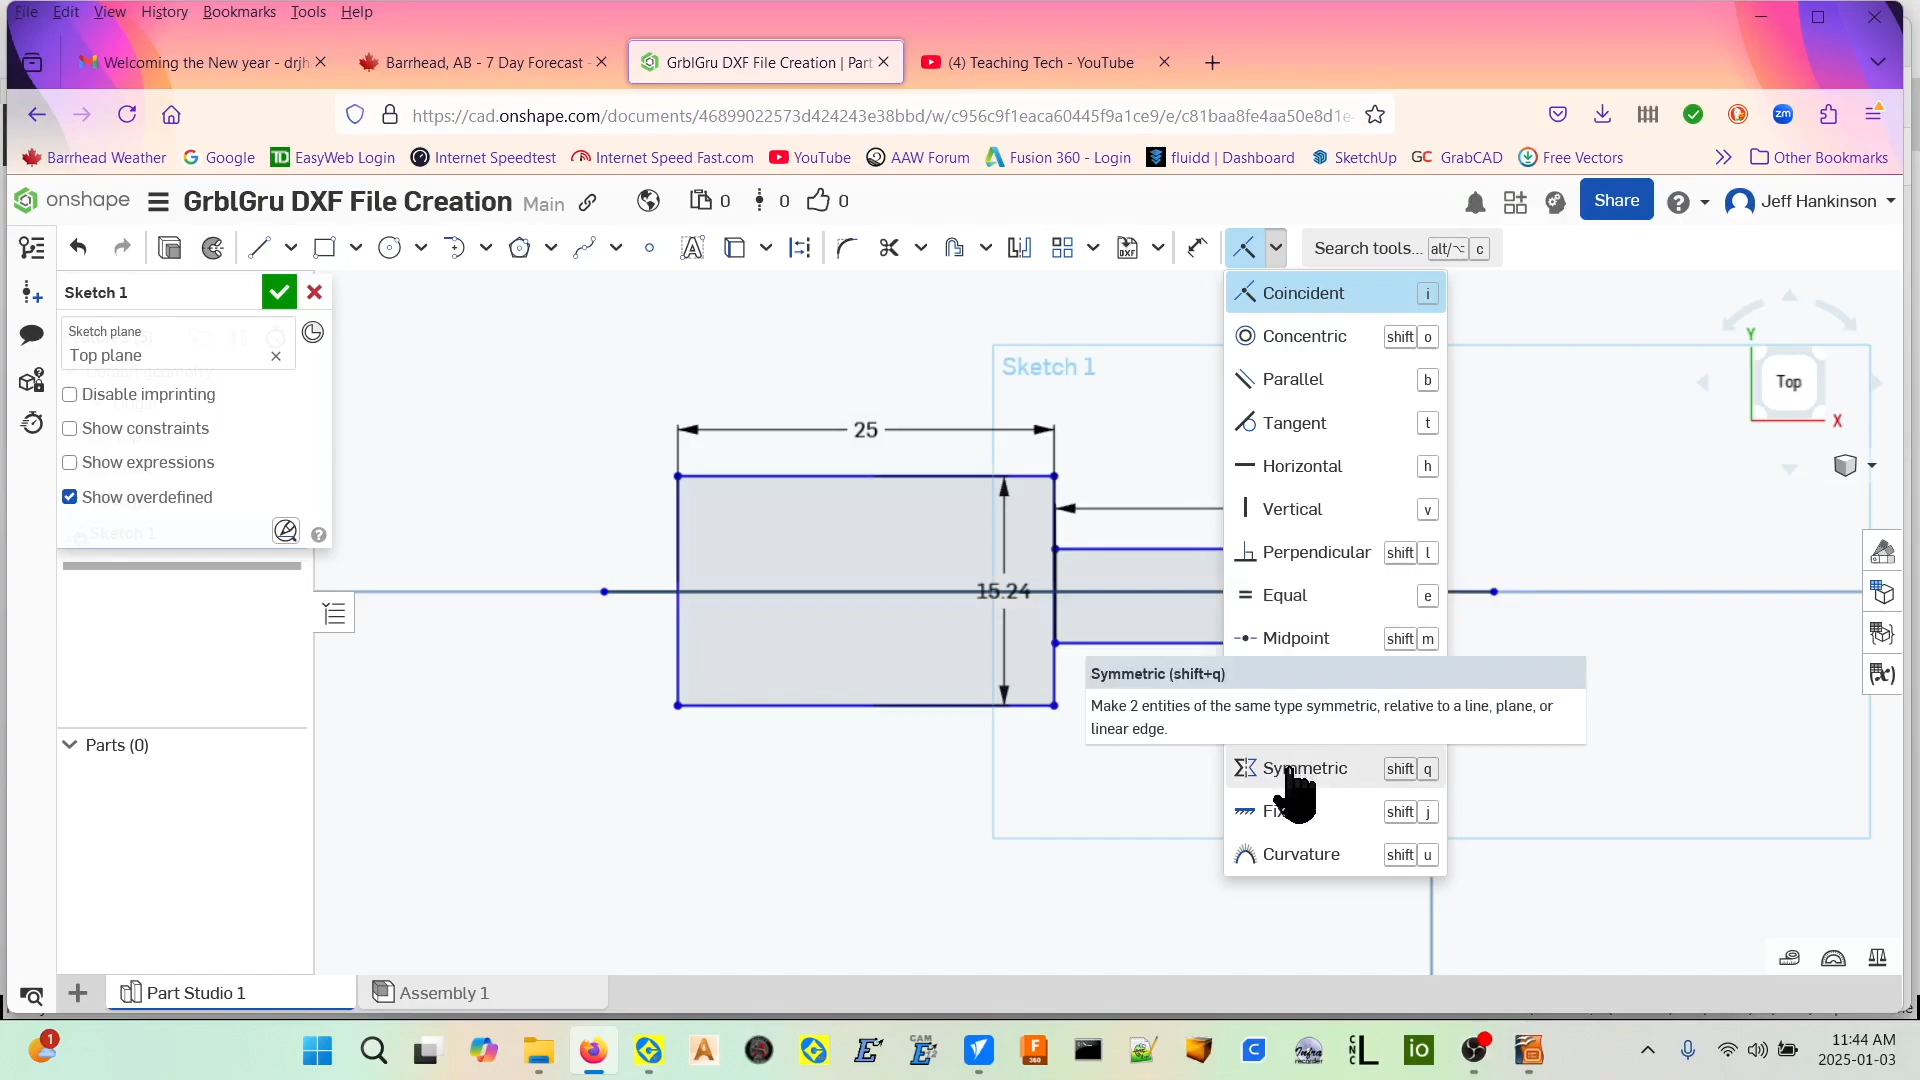 File Edit View History Bookmarks Tools Help
Welcoming the New year - drjh
Barrhead, AB - 7 Day Forecast -
GrblGru DXF File Creation | Part
(4) Teaching Tech - YouTube
https://cad.onshape.com/documents/46899022573d424243e38bbd/w/c956c9f1eaca60445f9a1ce9/e/c81baa8fe4aa50e8d1e
Barrhead Weather
Google
EasyWeb Login
Internet Speedtest
Internet Speed Fast.com
YouTube
AAW Forum
Fusion 360 - Login
fluidd | Dashboard
SketchUp
GrabCAD
Free Vectors
Other Bookmarks
onshape
GrblGru DXF File Creation Main
0
0
0
Share
Jeff Hankinson
Search tools... alt/⌥ c
Sketch 1
Sketch plane
Top plane
Disable imprinting
Show constraints
Show expressions
Show overdefined
Sketch 1
Parts (0)
Sketch 1
25
15.24
Coincident i
Concentric shift o
Parallel b
Tangent t
Horizontal h
Vertical v
Perpendicular shift l
Equal e
Midpoint shift m
Symmetric (shift+q)
Make 2 entities of the same type symmetric, relative to a line, plane, or
linear edge.
Symmetric shift q
Fix shift j
Curvature shift u
Y
Top
X
Part Studio 1
Assembly 1
11:44 AM
2025-01-03